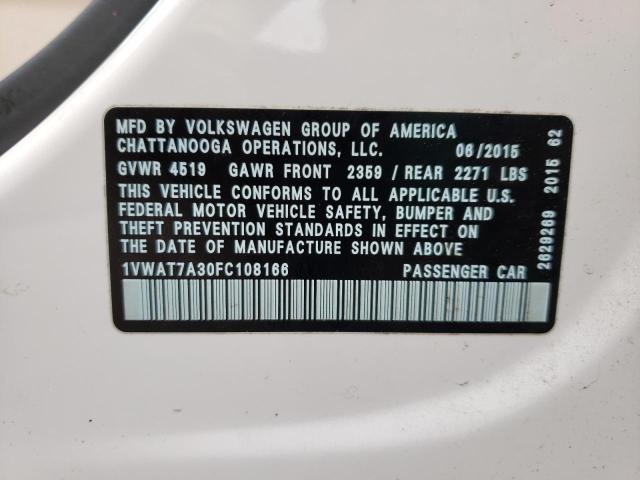 MFD BY VOLKSWAGEN GROUP OF AMERICA
CHATTANOOGA OPERATIONS, LLC. 06/2015
GVWR 4519 GAWR FRONT 2359 / REAR 2271 LBS
THIS VEHICLE CONFORMS TO ALL APPLICABLE U.S.
FEDERAL MOTOR VEHICLE SAFETY, BUMPER AND
THEFT PREVENTION STANDARDS IN EFFECT ON
THE DATE OF MANUFACTURE SHOWN ABOVE.
1VWAT7A30FC108166 PASSENGER CAR
2629269 2015 62